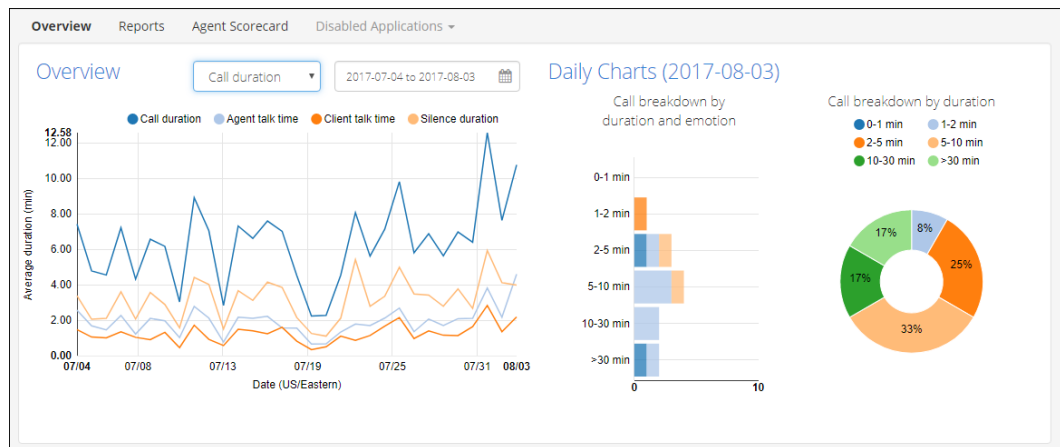 Overview Reports Agent Scorecard Disabled Applications
Overview
Call duration
2017-07-04 to 2017-08-03
Call duration Agent talk time Client talk time Silence duration
12.58
12.00
10.00
8.00
6.00
4.00
2.00
0.00
Average duration (min)
07/04 07/08 07/13 07/19 07/25 07/31 08/03
Date (US/Eastern)
Daily Charts (2017-08-03)
Call breakdown by
duration and emotion
0-1 min
1-2 min
2-5 min
5-10 min
10-30 min
>30 min
0 10
Call breakdown by duration
0-1 min 1-2 min
2-5 min 5-10 min
10-30 min >30 min
8%
25%
33%
17%
17%